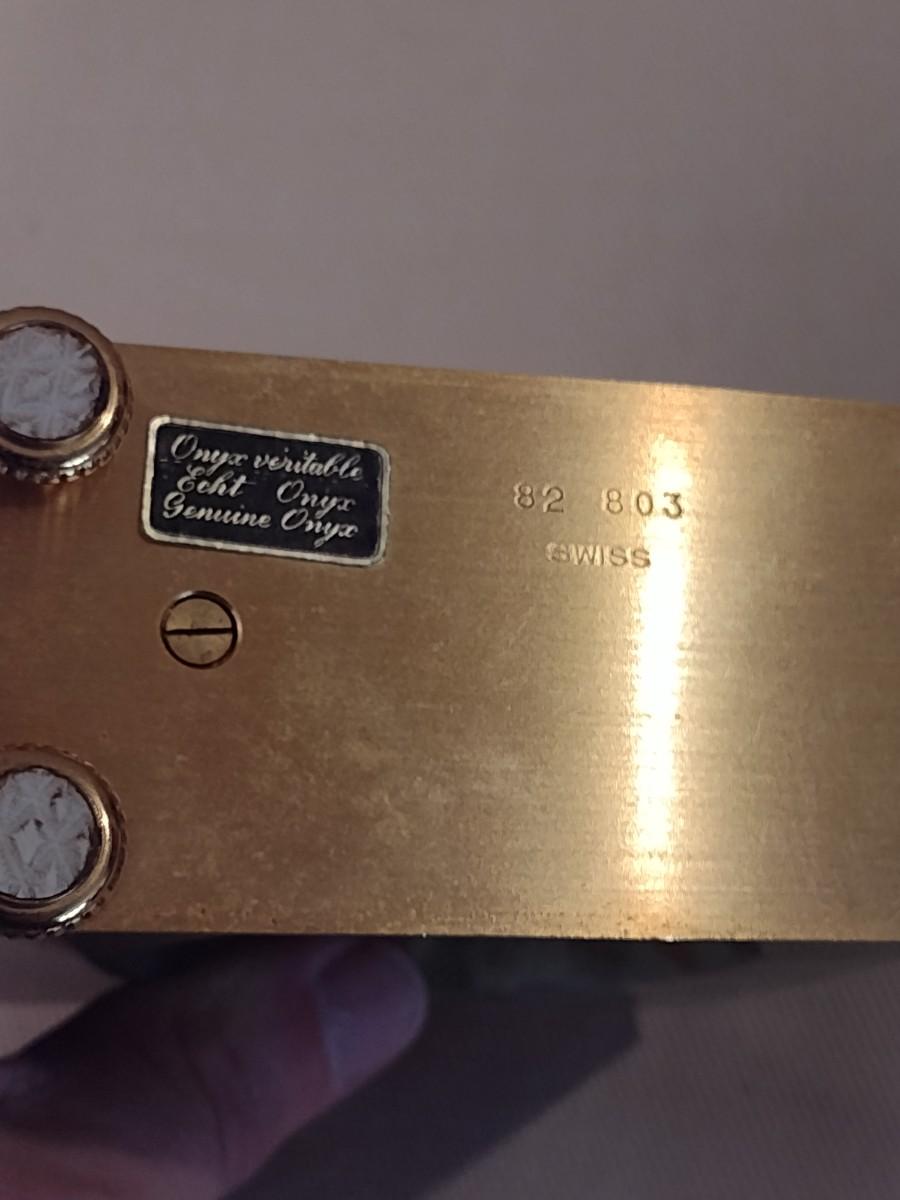 Onyx véritable
Echt Onyx
Genuine Onyx
82 803
SWISS